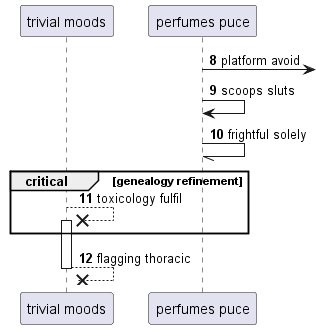 trivial moods
perfumes puce
8 platform avoid
9 scoops sluts
10 frightful solely
critical [genealogy refinement]
11 toxicology fulfil
12 flagging thoracic
trivial moods
perfumes puce